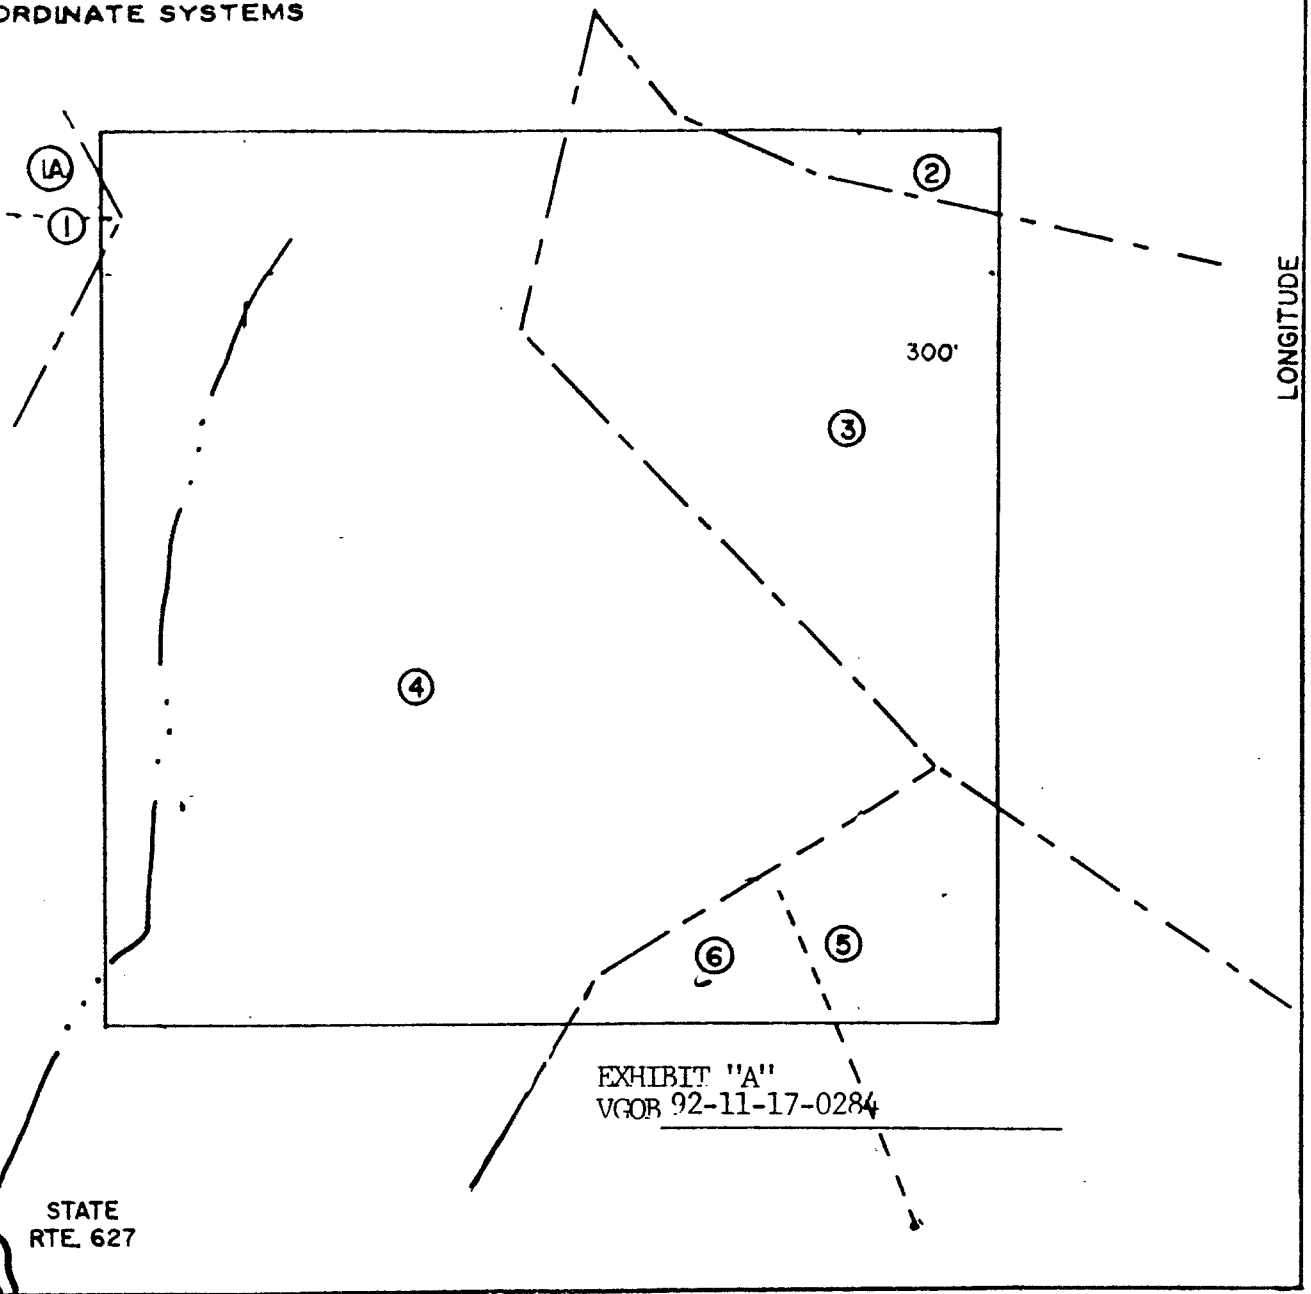 ORDINATE SYSTEMS
1A
1
2
LONGITUDE
300'
3
4
6
5
EXHIBIT "A"
VGOB 92-11-17-0284
STATE
RTE. 627